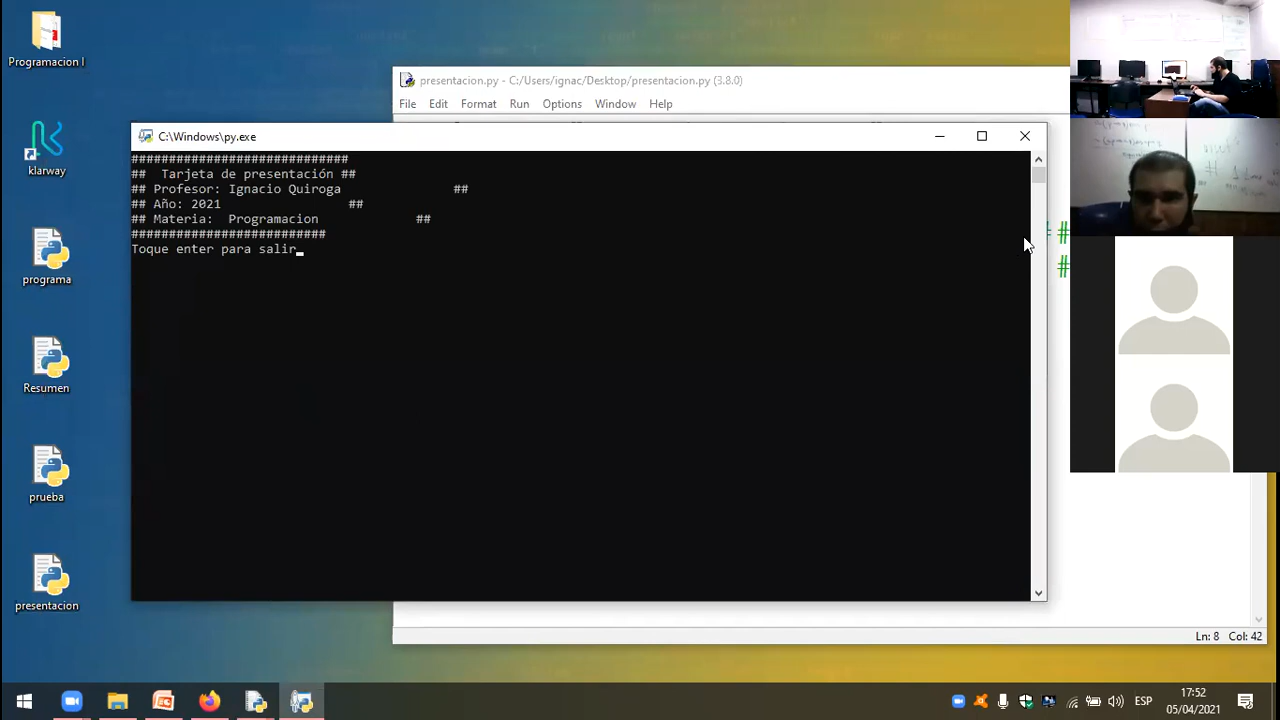 Programacion I
klarway
programa
Resumen
prueba
presentacion
presentacion.py - C:/Users/ignac/Desktop/presentacion.py (3.8.0)
File Edit Format Run Options Window Help
C:\Windows\py.exe
#############################
## Tarjeta de presentación ##
## Profesor: Ignacio Quiroga ##
## Año: 2021 ##
## Materia: Programacion ##
##########################
Toque enter para salir
# #
#
Ln: 8 Col: 42
ESP
17:52
05/04/2021